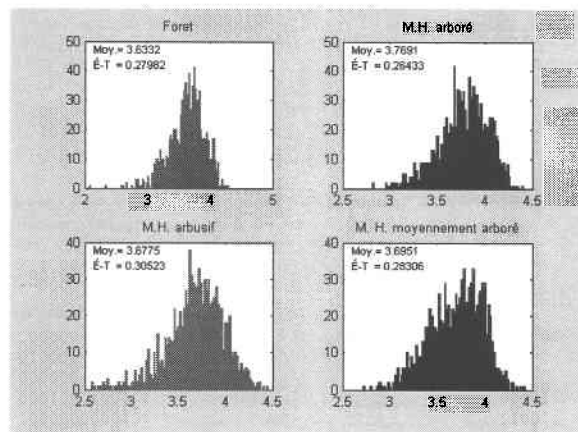 Foret
50
40
30
20
10
0
2 3 4 5
Moy.= 3.6332
É-T = 0.27982
M.H. arboré
50
40
30
20
10
0
2.5 3 3.5 4 4.5
Moy.= 3.7691
É-T = 0.26433
M.H. arbusif
40
30
20
10
0
2.5 3 3.5 4 4.5
Moy.= 3.6775
É-T = 0.30523
M. H. moyennement arboré
40
30
20
10
0
2.5 3 3.5 4 4.5
Moy.= 3.6951
É-T = 0.28306